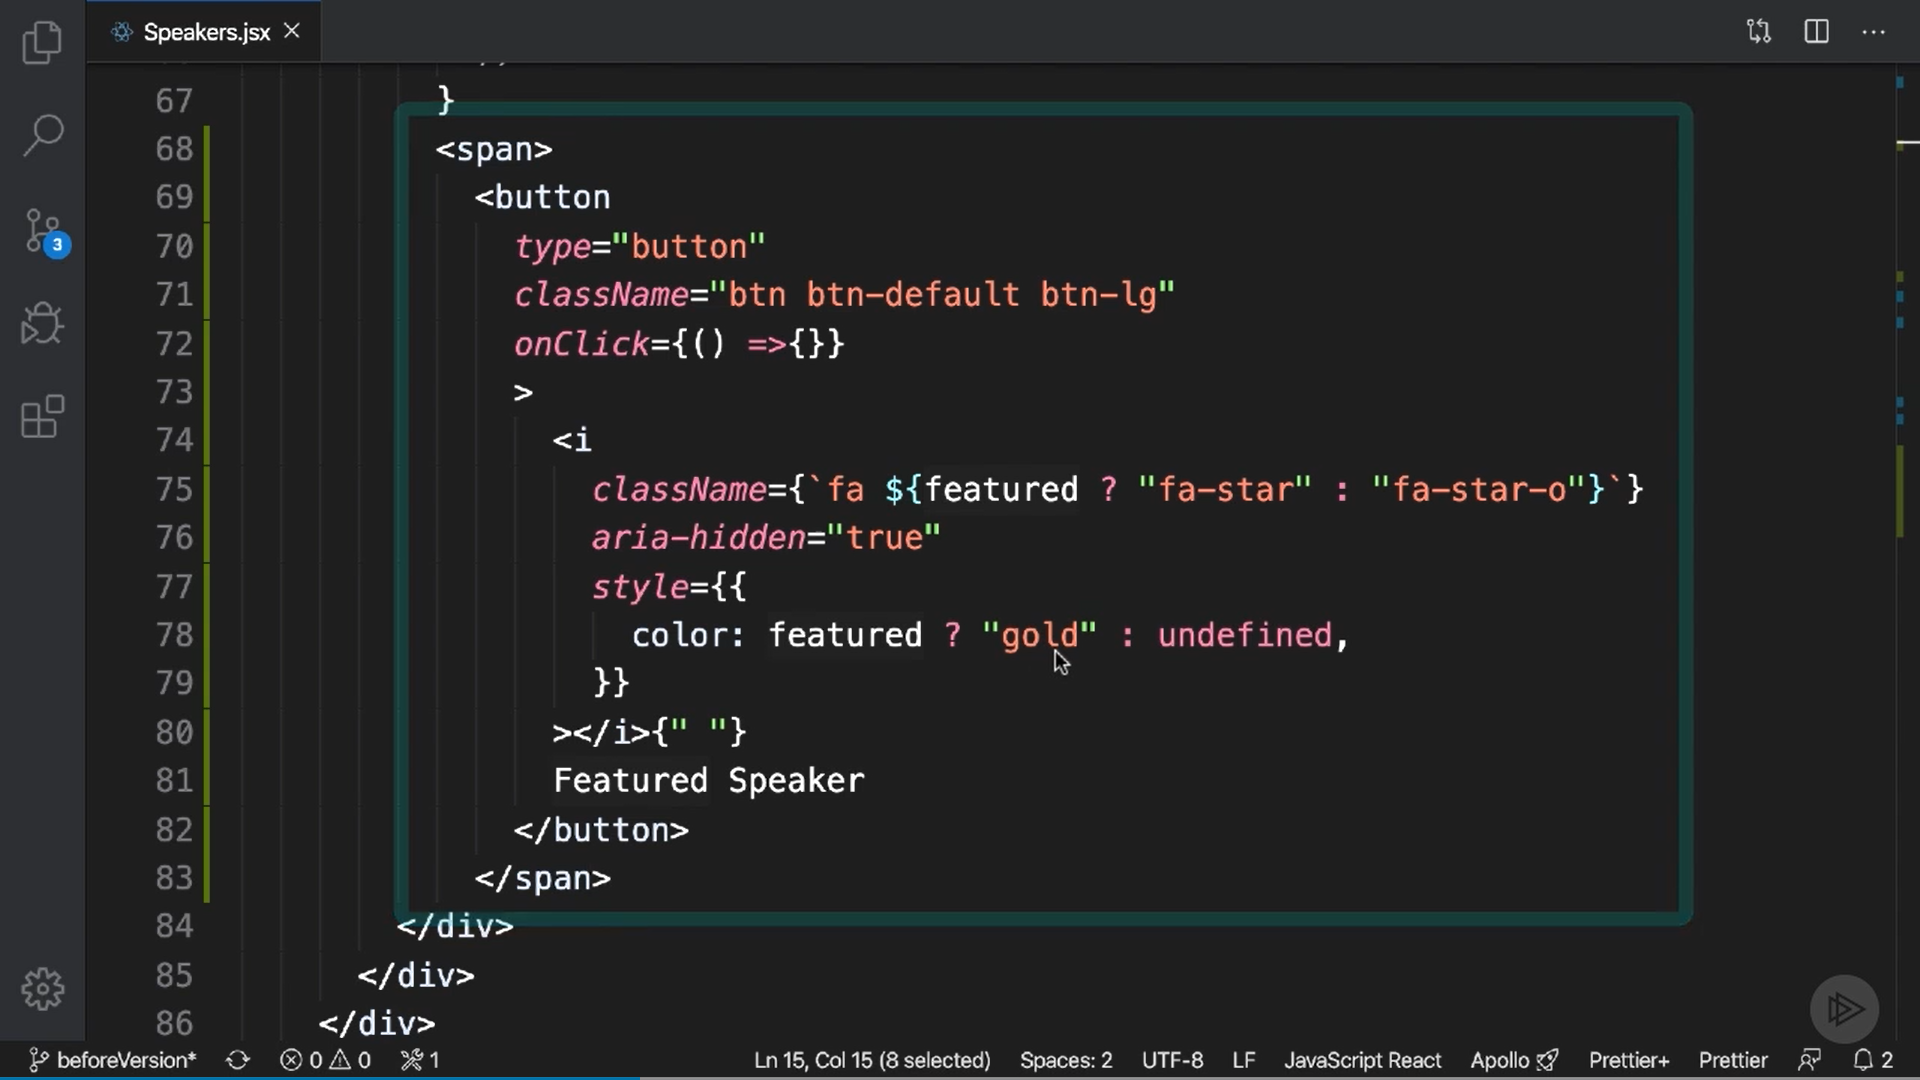 Speakers.jsx
67 }
68 <span>
69 <button
70 type="button"
71 className="btn btn-default btn-lg"
72 onClick={() =>{}}
73 >
74 <i
75 className={`fa ${featured ? "fa-star" : "fa-star-o"}`}
76 aria-hidden="true"
77 style={{
78 color: featured ? "gold" : undefined,
79 }}
80 ></i>{" "}
81 Featured Speaker
82 </button>
83 </span>
84 </div>
85 </div>
86 </div>
3
beforeVersion* 0 0 1 Ln 15, Col 15 (8 selected) Spaces: 2 UTF-8 LF JavaScript React Apollo Prettier+ Prettier 2